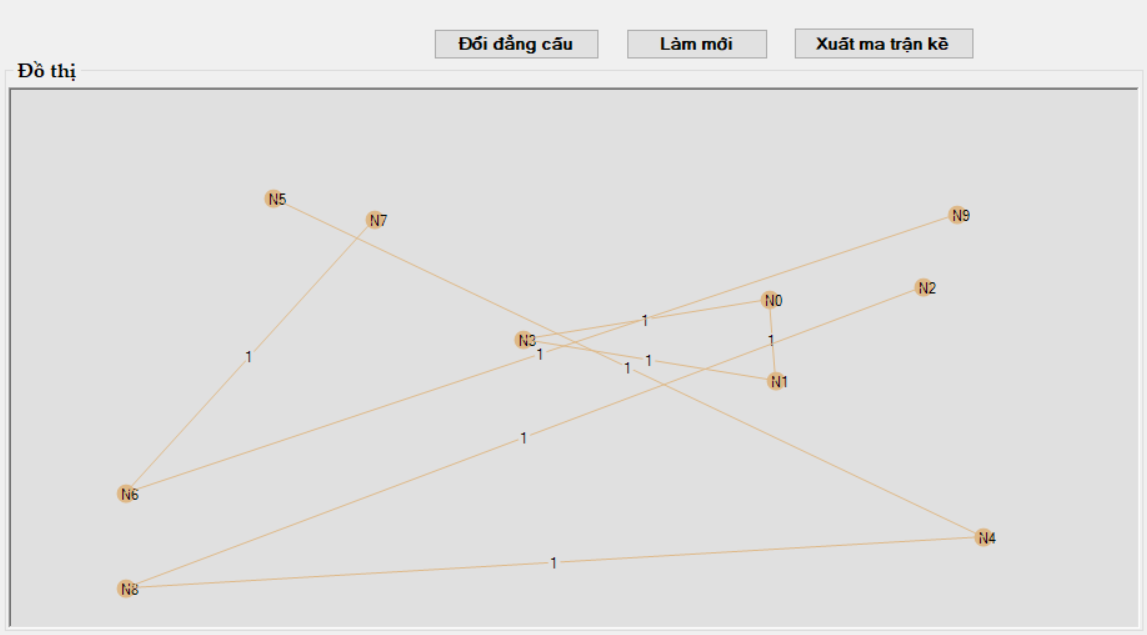 Đổi đẳng cấu Làm mới Xuất ma trận kề
Đồ thị
N5
N7
N9
N2
N0
1
N3
1
1
1
1
1
N1
1
N6
N4
1
N8